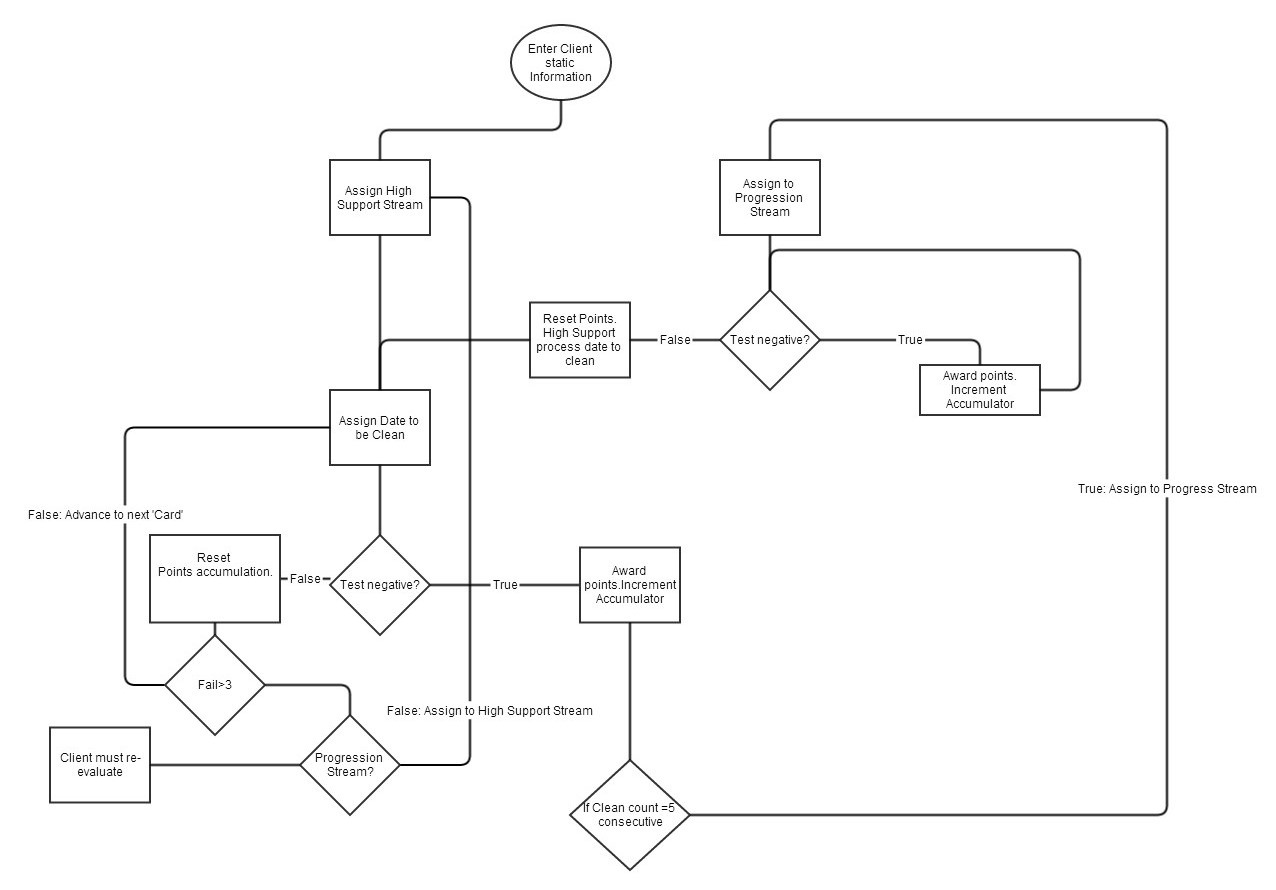 Enter Client
static
Information
Assign High
Support Stream
Assign to
Progression
Stream
Reset Points.
High Support
process date to
clean
False
Test negative?
True
Award points.
Increment
Accumulator
Assign Date to
be Clean
True: Assign to Progress Stream
False: Advance to next 'Card'
Reset
Points accumulation.
False
Test negative?
True
Award
points.Increment
Accumulator
Fail>3
False: Assign to High Support Stream
Client must re-
evaluate
Progression
Stream?
If Clean count =5
consecutive